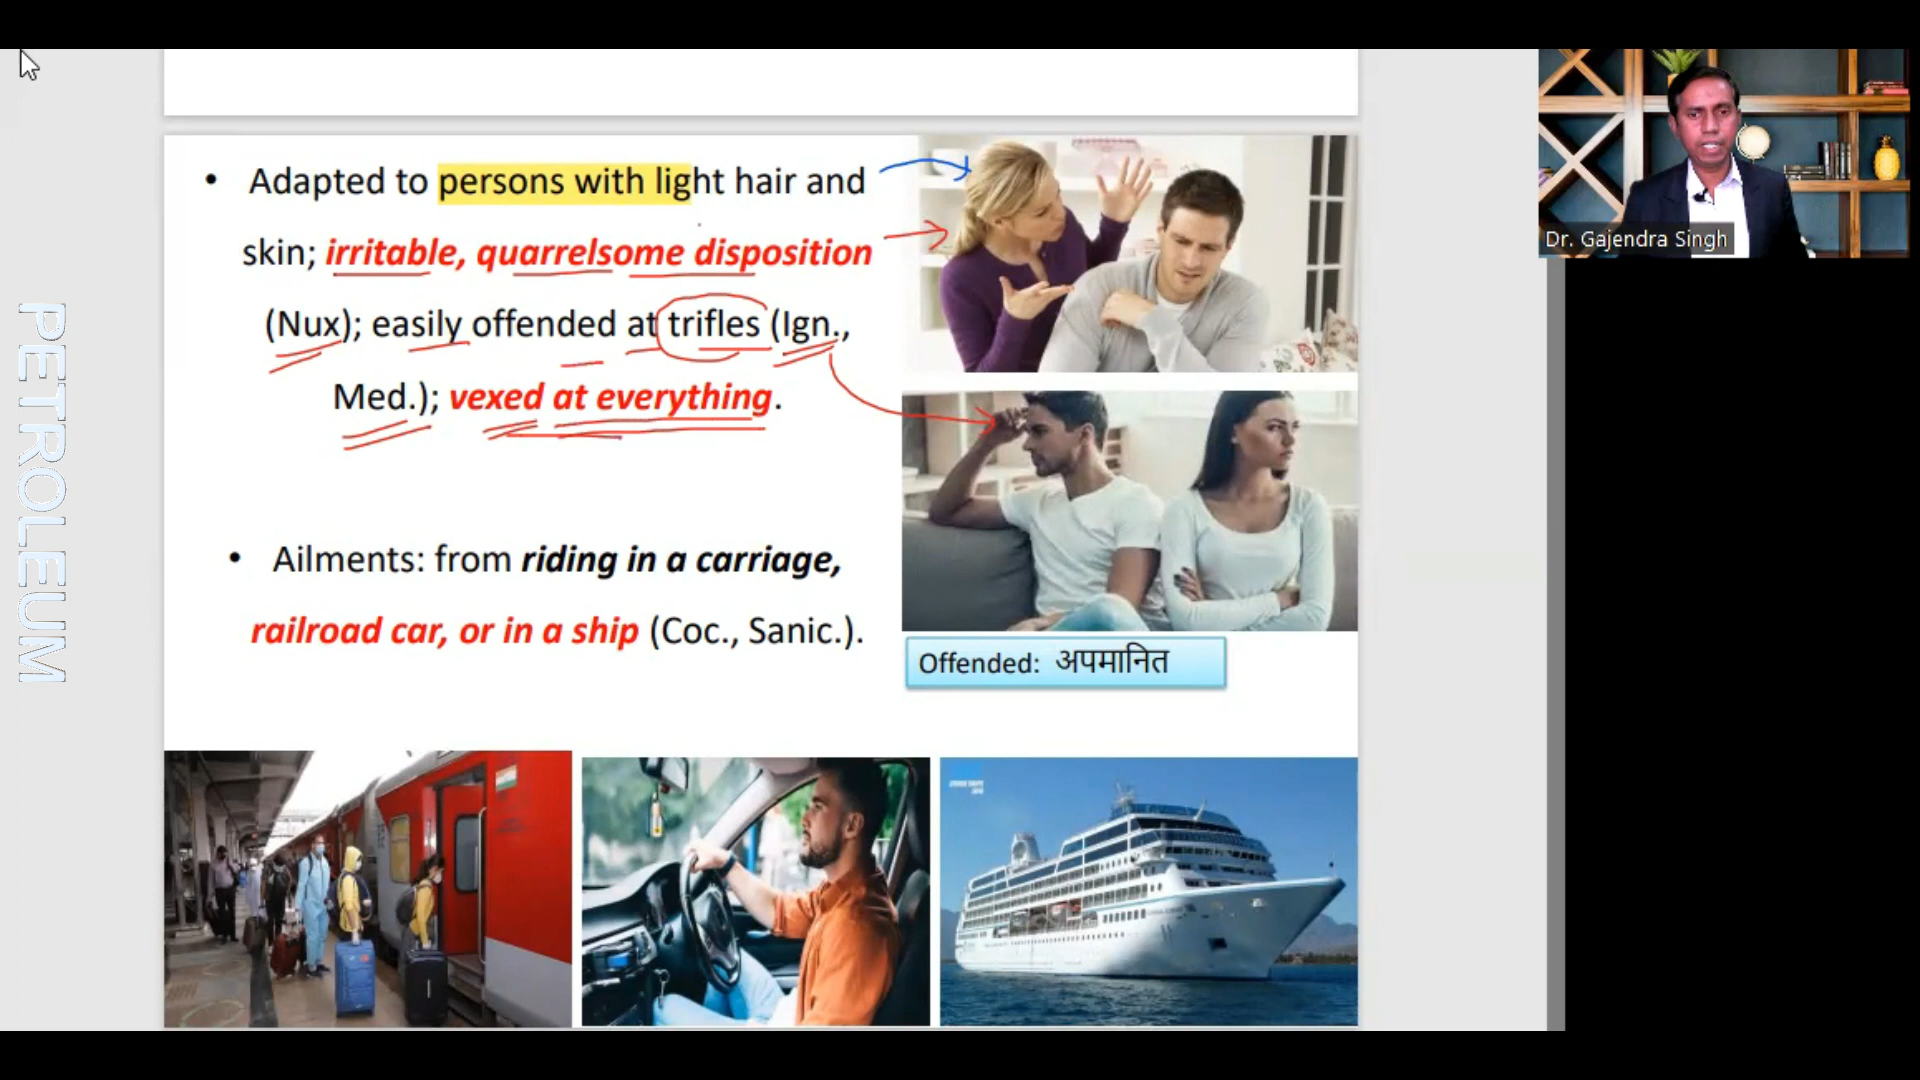 • Adapted to persons with light hair and
skin; irritable, quarrelsome disposition
(Nux); easily offended at trifles (Ign.,
Med.); vexed at everything.
• Ailments: from riding in a carriage,
railroad car, or in a ship (Coc., Sanic.).
Offended: अपमानित
PETROLEUM
Dr. Gajendra Singh